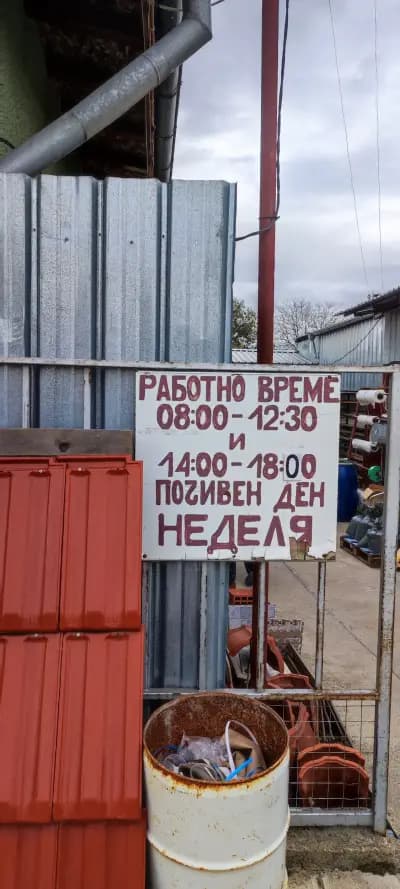 РАБОТНО ВРЕМЕ
08:00-12:30
и
14:00-18:00
ПОЧИВЕН ДЕН
НЕДЕЛЯ